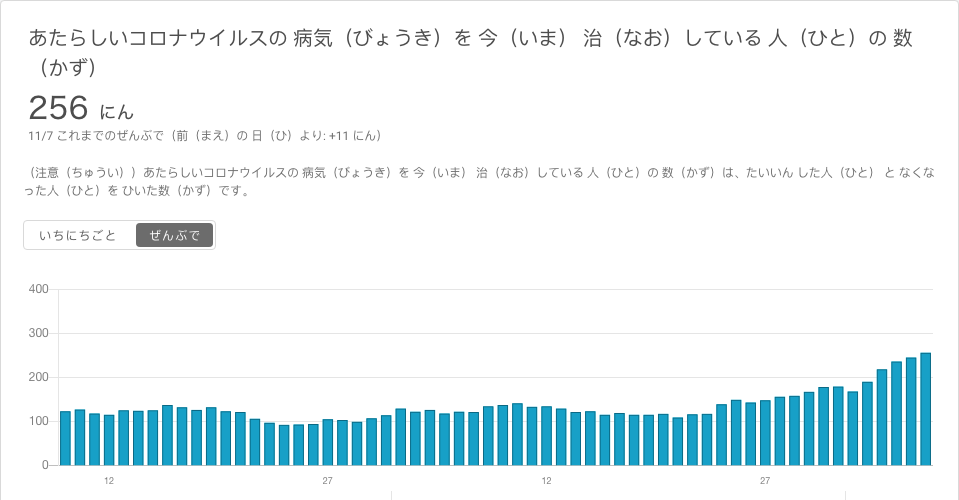 あたらしいコロナウイルスの 病気（びょうき）を 今（いま） 治（なお）している 人（ひと）の 数
（かず）
256 にん
11/7 これまでのぜんぶで（前（まえ）の 日（ひ）より: +11 にん）
（注意（ちゅうい））あたらしいコロナウイルスの 病気（びょうき）を 今（いま） 治（なお）している 人（ひと）の 数（かず）は、たいいん した人（ひと） と なくな
った人（ひと）を ひいた数（かず）です。
いちにちごと ぜんぶで
400
300
200
100
0
12 27 12 27